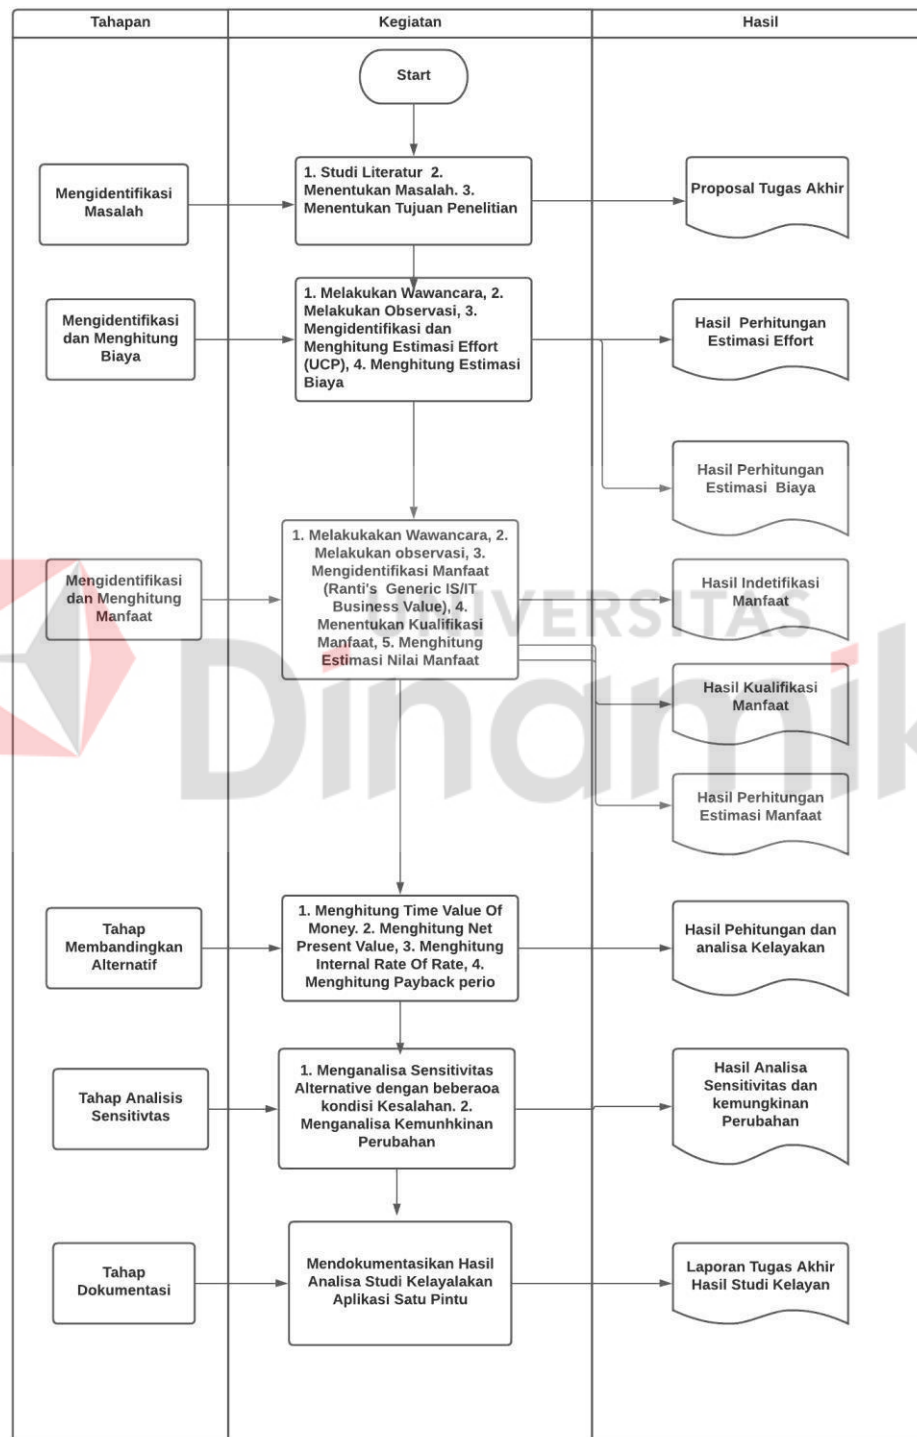 Tahapan
Kegiatan
Hasil
Start
Mengidentifikasi
Masalah
1. Studi Literatur 2.
Menentukan Masalah. 3.
Menentukan Tujuan Penelitian
Proposal Tugas Akhir
Mengidentifikasi
dan Menghitung
Biaya
1. Melakukan Wawancara, 2.
Melakukan Observasi, 3.
Mengidentifikasi dan
Menghitung Estimasi Effort
(UCP), 4. Menghitung Estimasi
Biaya
Hasil Perhitungan
Estimasi Effort
Hasil Perhitungan
Estimasi Biaya
Mengidentifikasi
dan Menghitung
Manfaat
1. Melakukakan Wawancara, 2.
Melakukan observasi, 3.
Mengidentifikasi Manfaat
(Ranti's Generic IS/IT
Business Value), 4.
Menentukan Kualifikasi
Manfaat, 5. Menghitung
Estimasi Nilai Manfaat
Hasil Indetifikasi
Manfaat
Hasil Kualifikasi
Manfaat
Hasil Perhitungan
Estimasi Manfaat
UNIVERSITAS
Dinamik
Tahap
Membandingkan
Alternatif
1. Menghitung Time Value Of
Money. 2. Menghitung Net
Present Value, 3. Menghitung
Internal Rate Of Rate, 4.
Menghitung Payback perio
Hasil Pehitungan dan
analisa Kelayakan
Tahap Analisis
Sensitivtas
1. Menganalisa Sensitivitas
Alternative dengan beberaoa
kondisi Kesalahan. 2.
Menganalisa Kemunhkinan
Perubahan
Hasil Analisa
Sensitivitas dan
kemungkinan
Perubahan
Tahap
Dokumentasi
Mendokumentasikan Hasil
Analisa Studi Kelayalakan
Aplikasi Satu Pintu
Laporan Tugas Akhir
Hasil Studi Kelayan